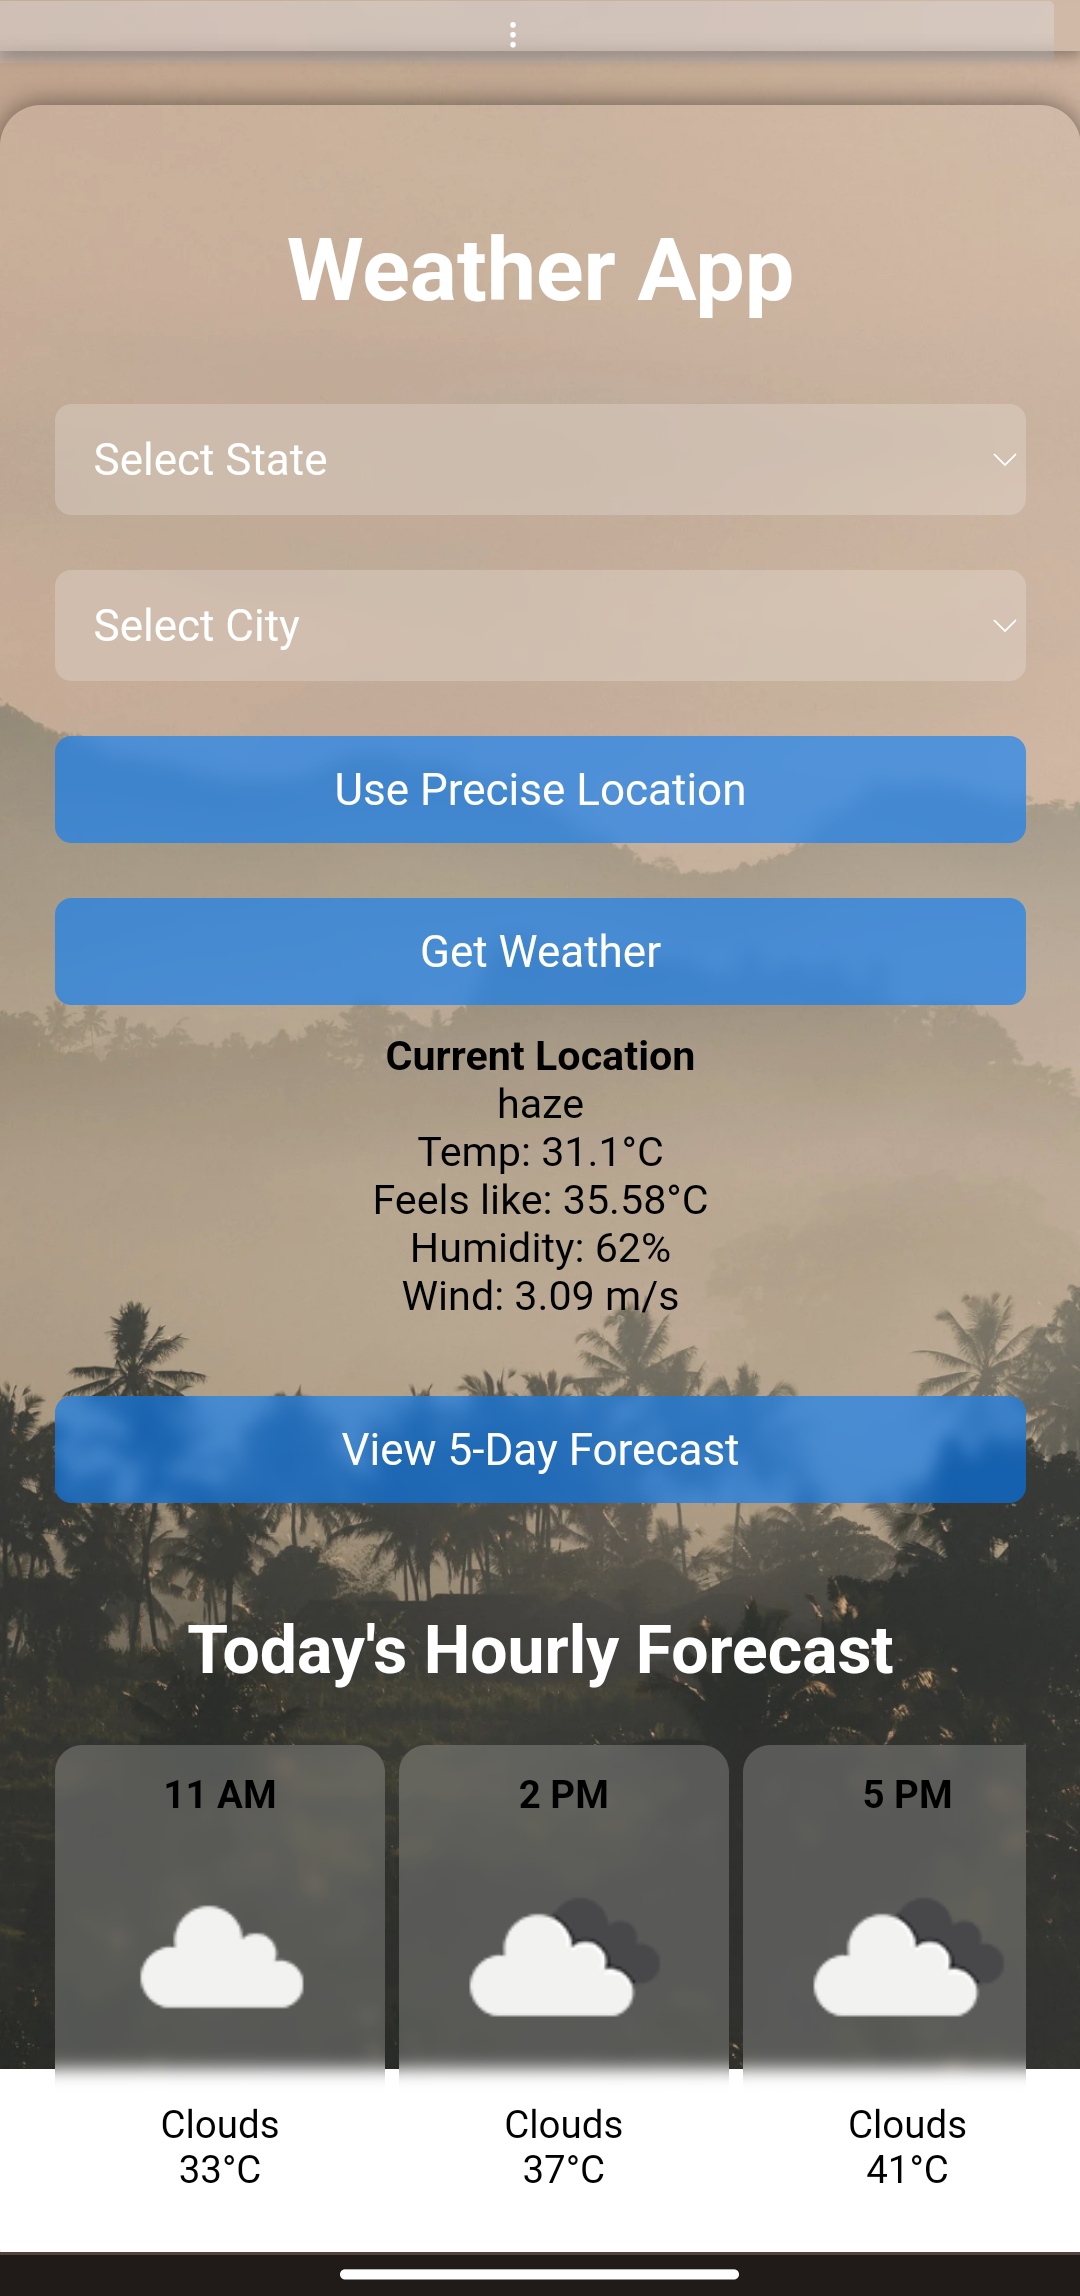 Weather App
Select State
Select City
Use Precise Location
Get Weather
Current Location
haze
Temp: 31.1°C
Feels like: 35.58°C
Humidity: 62%
Wind: 3.09 m/s
View 5-Day Forecast
Today's Hourly Forecast
11 AM 2 PM 5 PM
Clouds Clouds Clouds
33°C 37°C 41°C